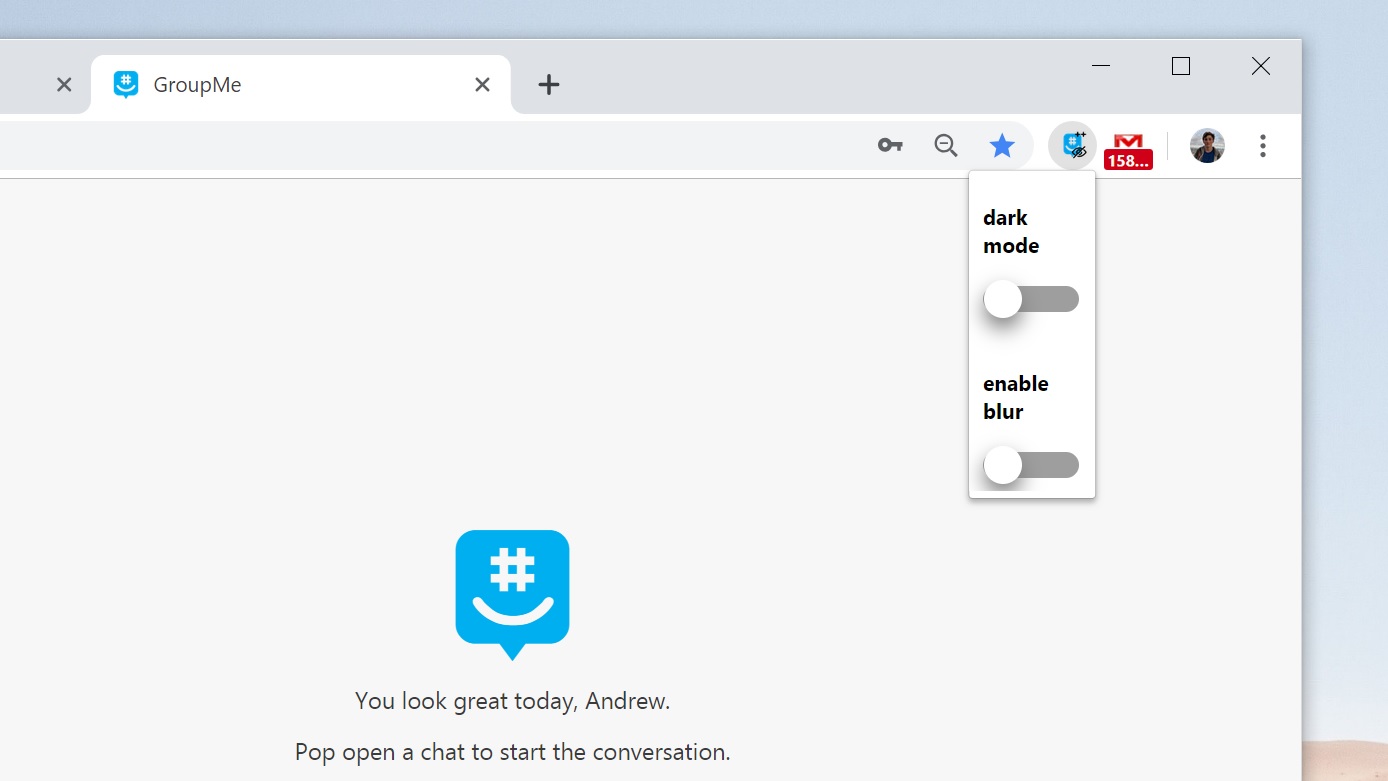 GroupMe
158...
dark
mode
enable
blur
You look great today, Andrew.
Pop open a chat to start the conversation.